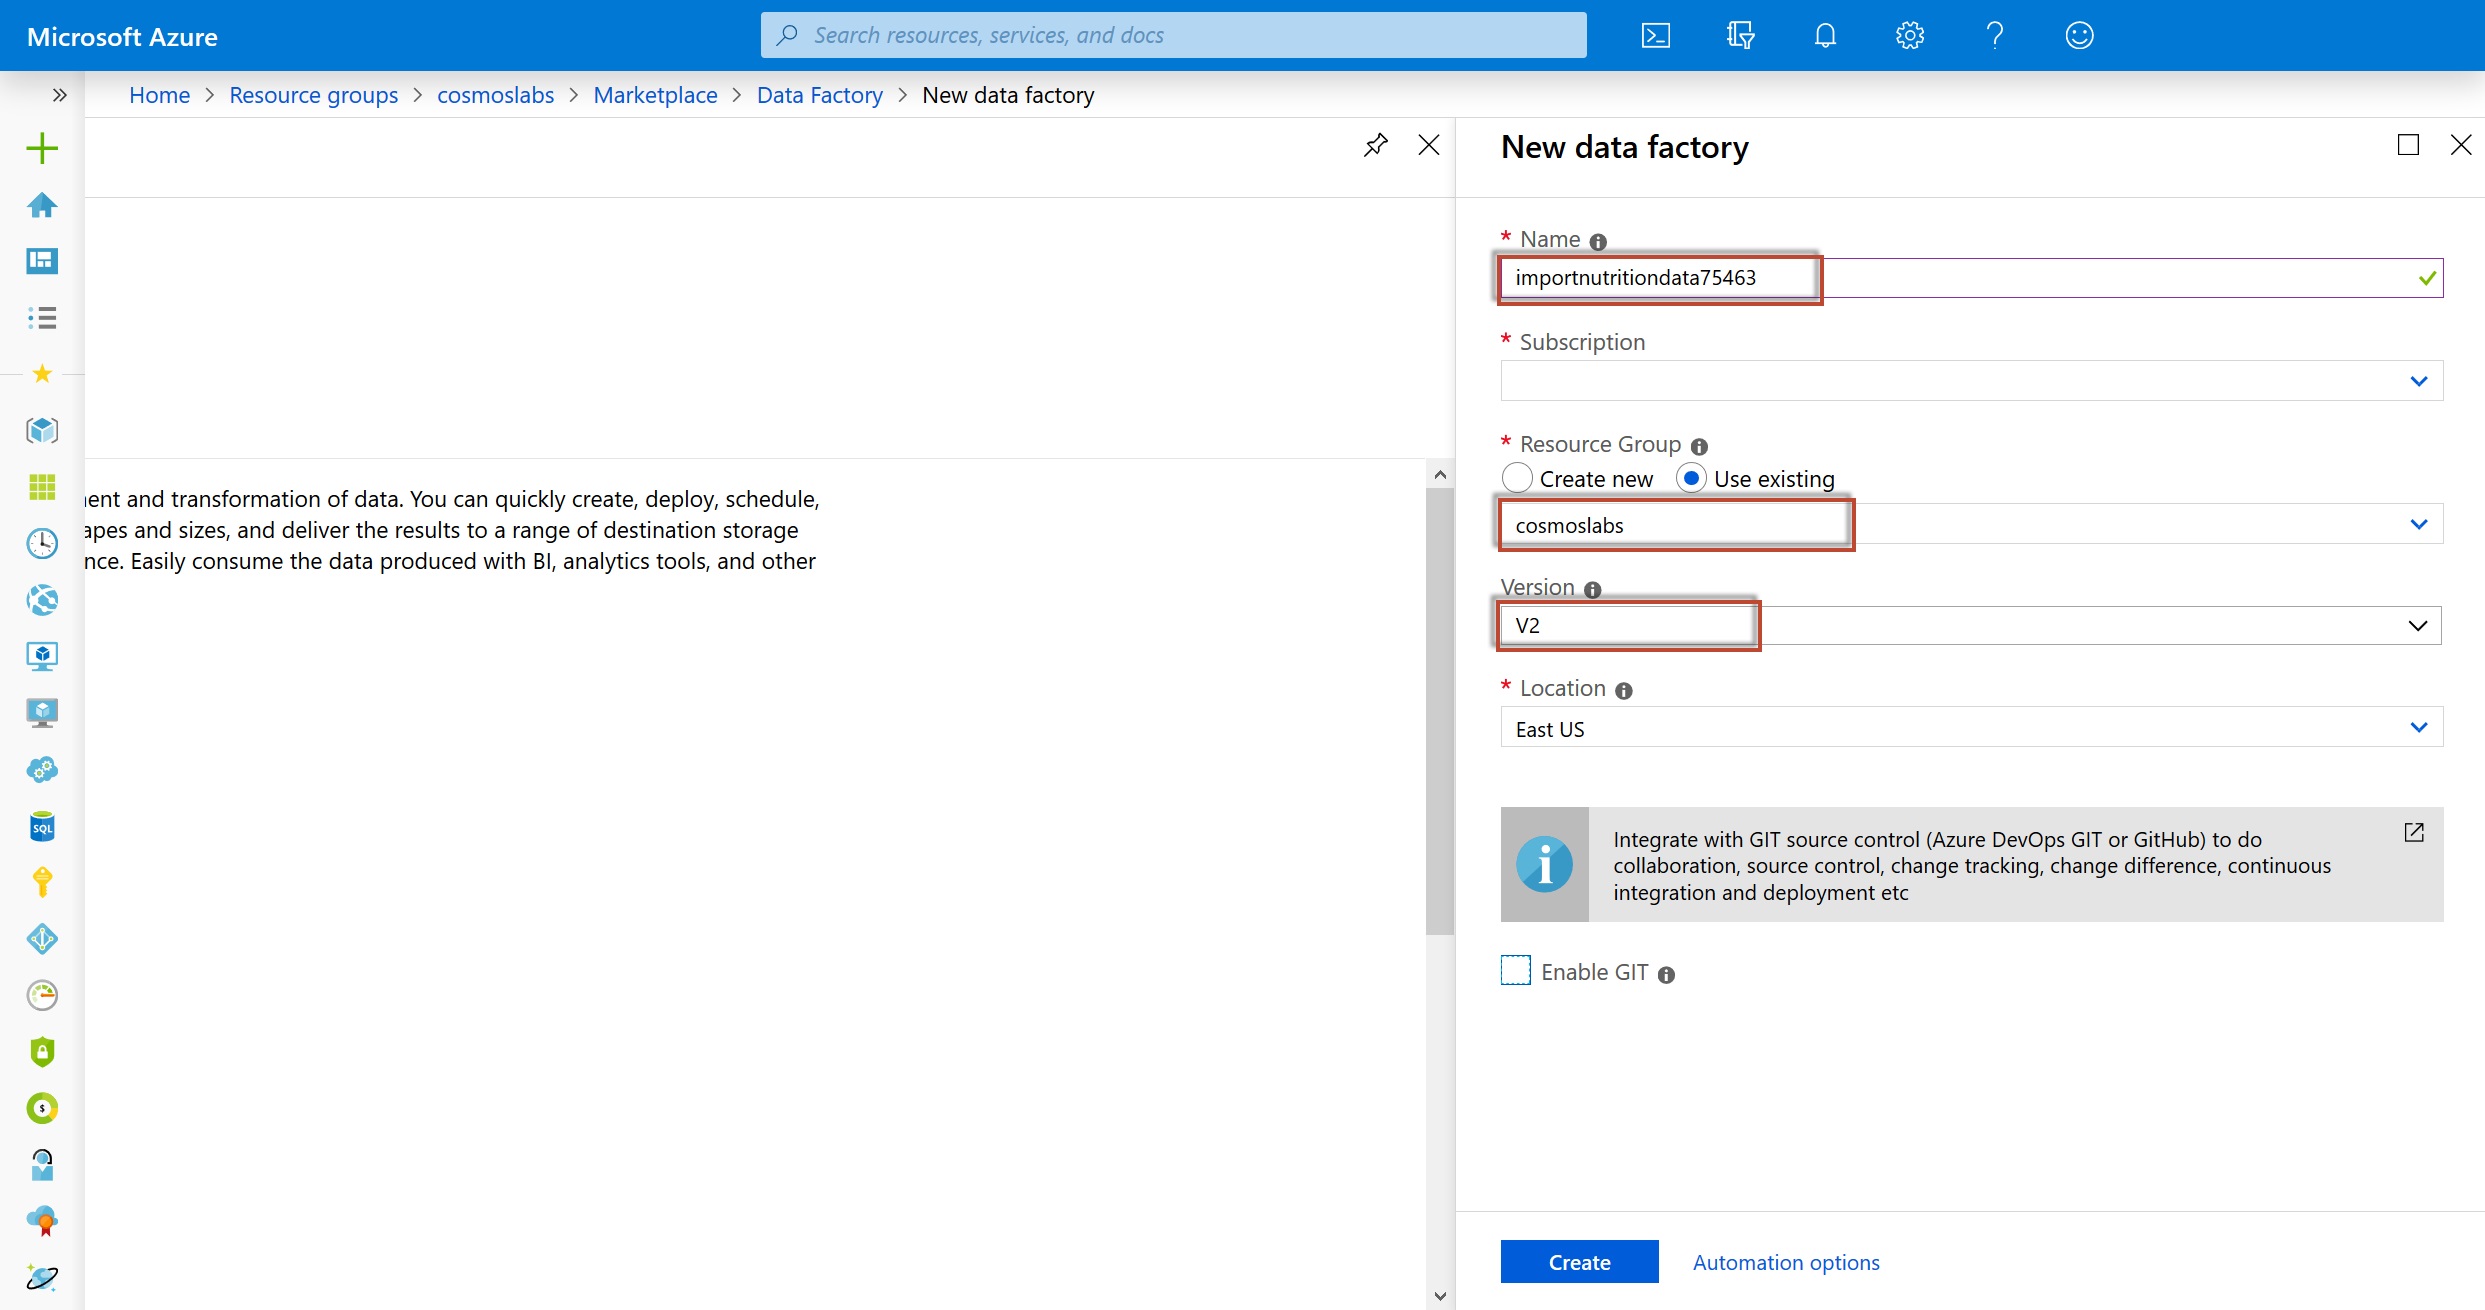 Microsoft Azure
Search resources, services, and docs
Home > Resource groups > cosmoslabs > Marketplace > Data Factory > New data factory
New data factory
* Name
importnutritiondata75463
* Subscription
* Resource Group
Create new Use existing
cosmoslabs
Version
V2
* Location
East US
Integrate with GIT source control (Azure DevOps GIT or GitHub) to do
collaboration, source control, change tracking, change difference, continuous
integration and deployment etc
Enable GIT
Create Automation options
ent and transformation of data. You can quickly create, deploy, schedule,
apes and sizes, and deliver the results to a range of destination storage
nce. Easily consume the data produced with BI, analytics tools, and other
SQL